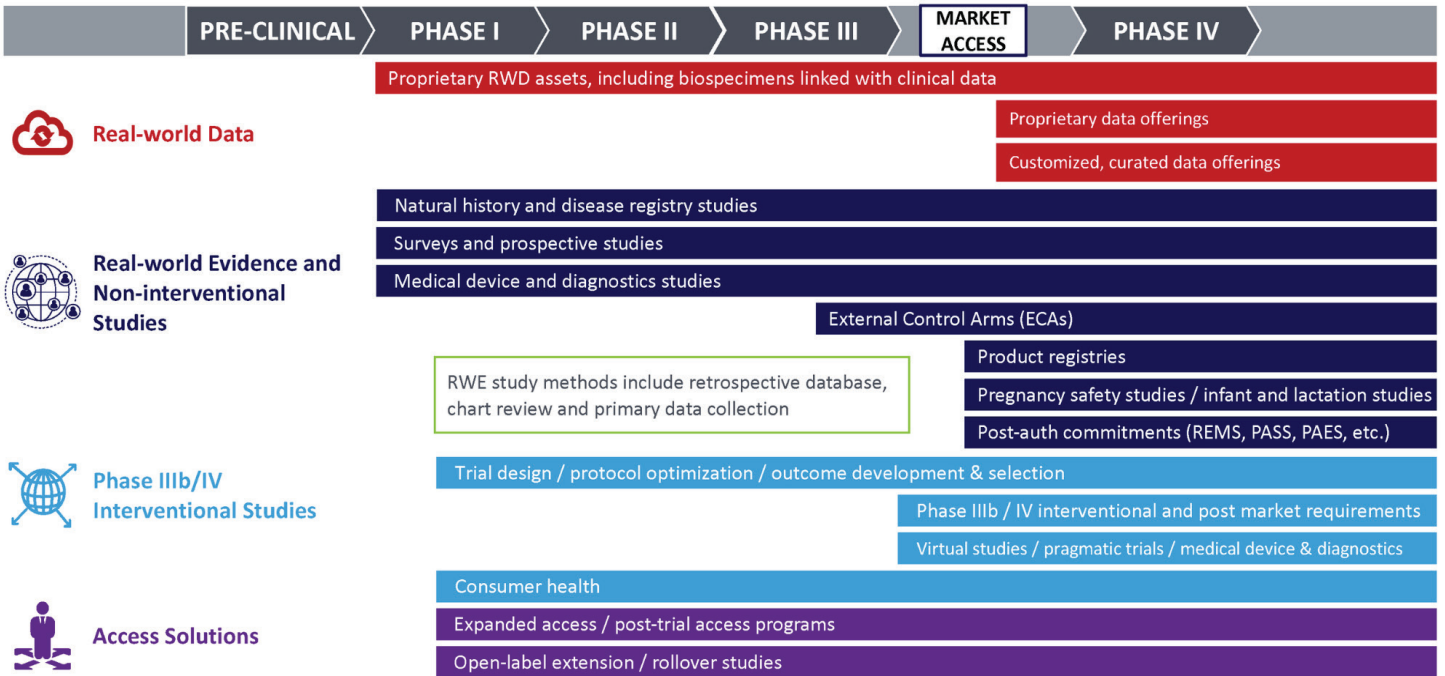 PRE-CLINICAL
PHASE I
PHASE II
PHASE III
MARKET
ACCESS
PHASE IV
Proprietary RWD assets, including biospecimens linked with clinical data
Real-world Data
Proprietary data offerings
Customized, curated data offerings
Natural history and disease registry studies
Surveys and prospective studies
Real-world Evidence and
Non-interventional
Studies
Medical device and diagnostics studies
External Control Arms (ECAs)
Product registries
RWE study methods include retrospective database,
chart review and primary data collection
Pregnancy safety studies / infant and lactation studies
Post-auth commitments (REMS, PASS, PAES, etc.)
Phase IIIb/IV
Interventional Studies
Trial design / protocol optimization / outcome development & selection
Phase IIIb / IV interventional and post market requirements
Virtual studies / pragmatic trials / medical device & diagnostics
Consumer health
Access Solutions
Expanded access / post-trial access programs
Open-label extension / rollover studies